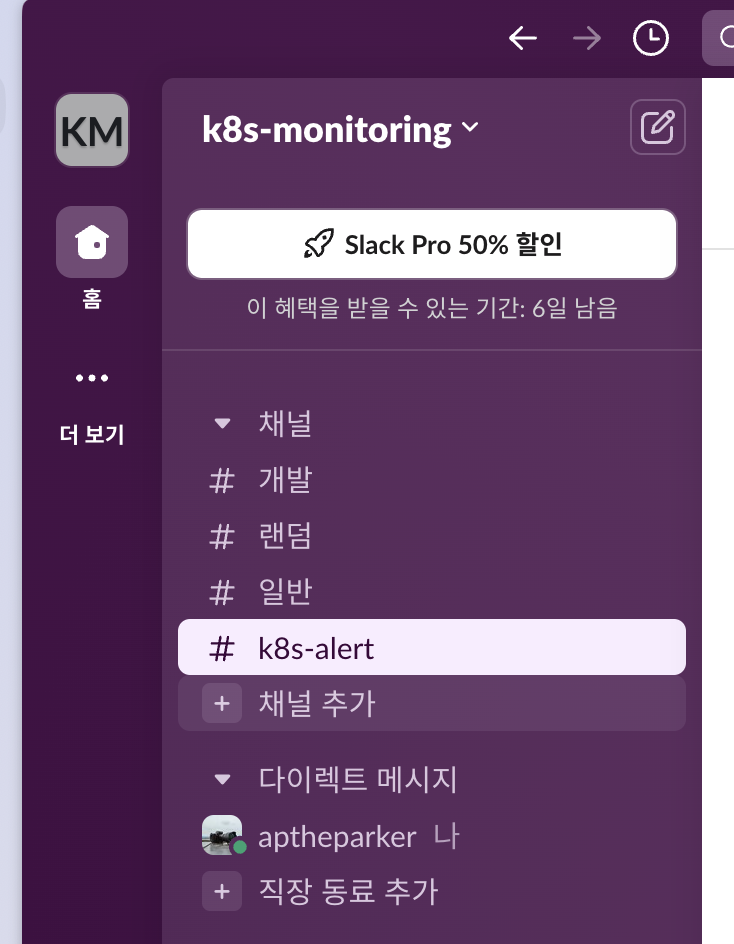 KM
k8s-monitoring
Slack Pro 50% 할인
이 혜택을 받을 수 있는 기간: 6일 남음
홈
더 보기
채널
# 개발
# 랜덤
# 일반
# k8s-alert
+ 채널 추가
다이렉트 메시지
aptheparker 나
+ 직장 동료 추가